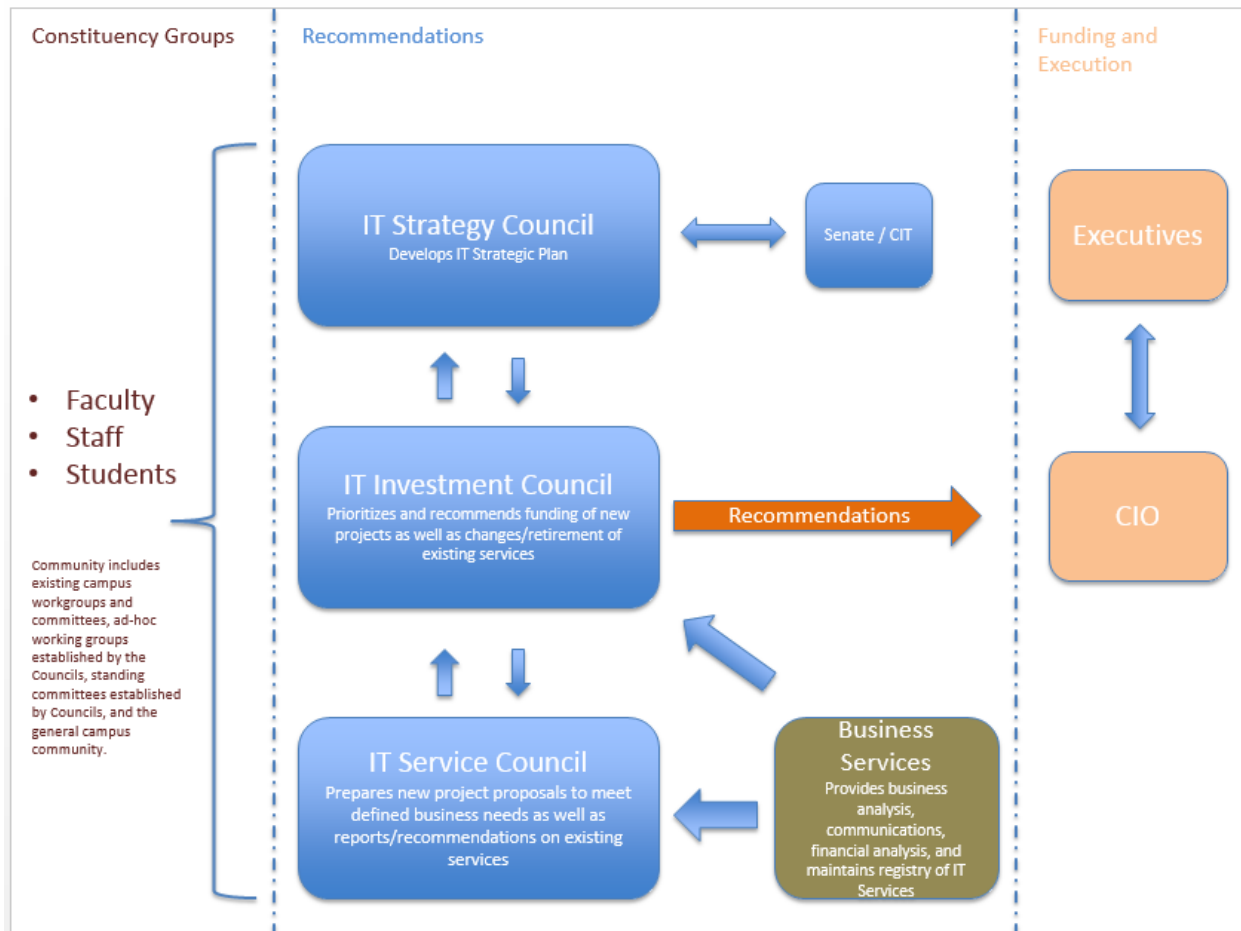 Constituency Groups
Recommendations
Funding and
Execution
IT Strategy Council
Develops IT Strategic Plan
Senate / CIT
Executives
• Faculty
• Staff
• Students
IT Investment Council
Prioritizes and recommends funding of new
projects as well as changes/retirement of
existing services
Recommendations
CIO
Community includes
existing campus
workgroups and
committees, ad-hoc
working groups
established by the
Councils, standing
committees established
by Councils, and the
general campus
community.
IT Service Council
Prepares new project proposals to meet
defined business needs as well as
reports/recommendations on existing
services
Business
Services
Provides business
analysis,
communications,
financial analysis, and
maintains registry of IT
Services